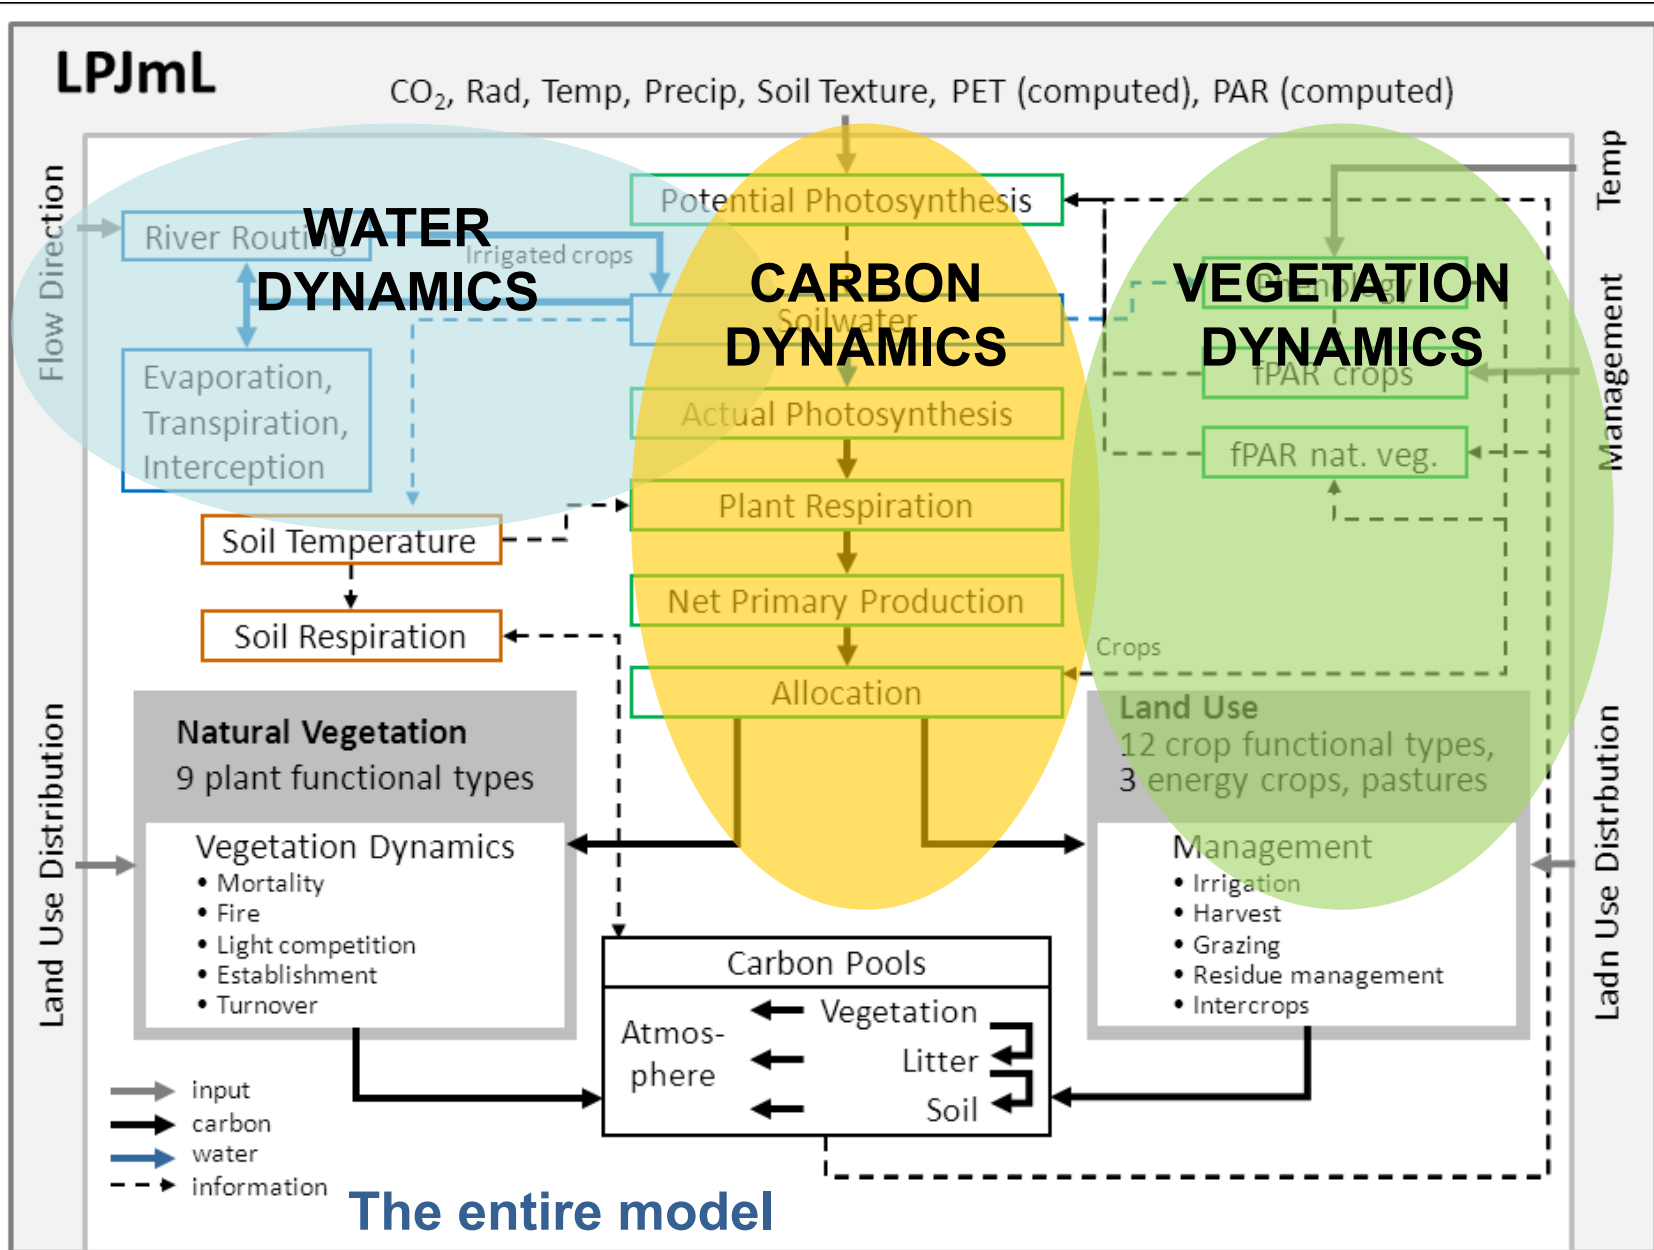 LPJmL
CO₂, Rad, Temp, Precip, Soil Texture, PET (computed), PAR (computed)
Flow Direction
Land Use Distribution
Temp
Management
Ladn Use Distrbution
WATER
DYNAMICS
CARBON
DYNAMICS
VEGETATION
DYNAMICS
River Routing
Irrigated crops
Evaporation,
Transpiration,
Interception
Soil Temperature
Soil Respiration
Potential Photosynthesis
Soilwater
Actual Photosynthesis
Plant Respiration
Net Primary Production
Allocation
Phenology
fPAR crops
fPAR nat. veg.
Crops
Natural Vegetation
9 plant functional types
Vegetation Dynamics
• Mortality
• Fire
• Light competition
• Establishment
• Turnover
Land Use
12 crop functional types,
3 energy crops, pastures
Management
• Irrigation
• Harvest
• Grazing
• Residue management
• Intercrops
Carbon Pools
Atmos-
phere
Vegetation
Litter
Soil
input
carbon
water
information
The entire model